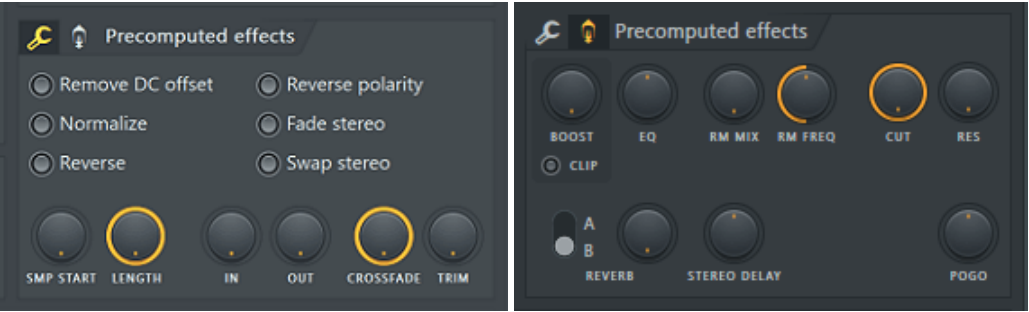 Precomputed effects
Remove DC offset
Reverse polarity
Normalize
Fade stereo
Reverse
Swap stereo
SMP START LENGTH IN OUT CROSSFADE TRIM
Precomputed effects
BOOST EQ RM MIX RM FREQ CUT RES
CLIP
A
B
REVERB STEREO DELAY POGO